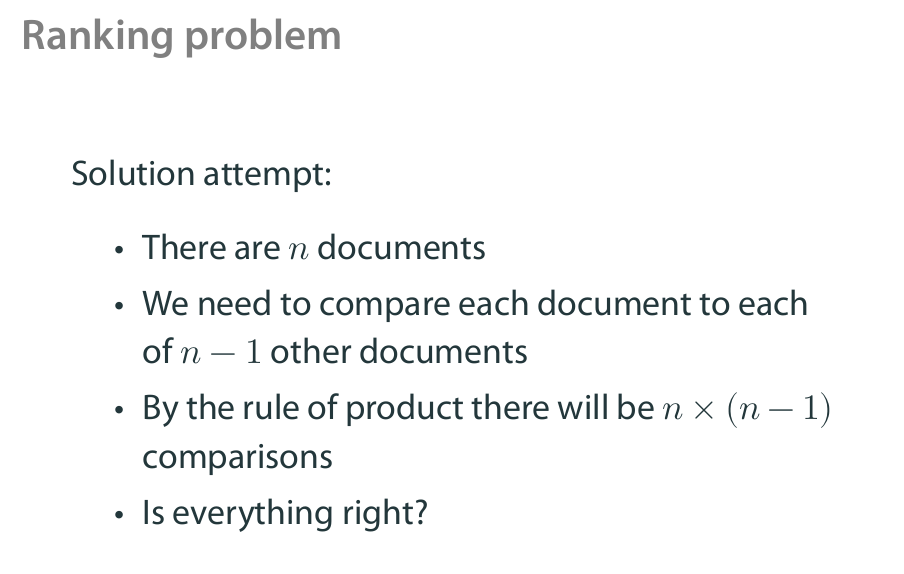 Ranking problem
Solution attempt:
• There are n documents
• We need to compare each document to each
of n − 1 other documents
• By the rule of product there will be n × (n − 1)
comparisons
• Is everything right?